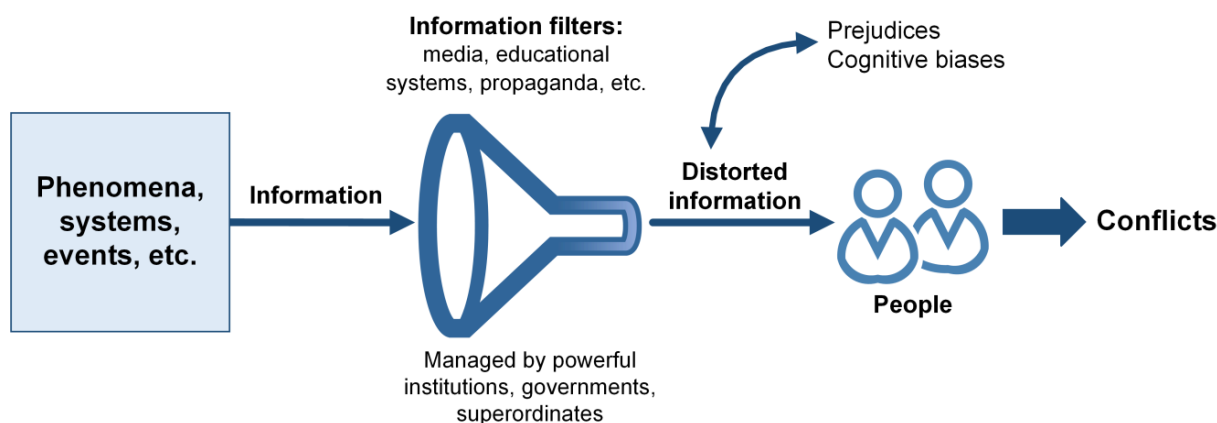 Phenomena,
systems,
events, etc.
Information
Information filters:
media, educational
systems, propaganda, etc.
Managed by powerful
institutions, governments,
superordinates
Prejudices
Cognitive biases
Distorted
information
People
Conflicts